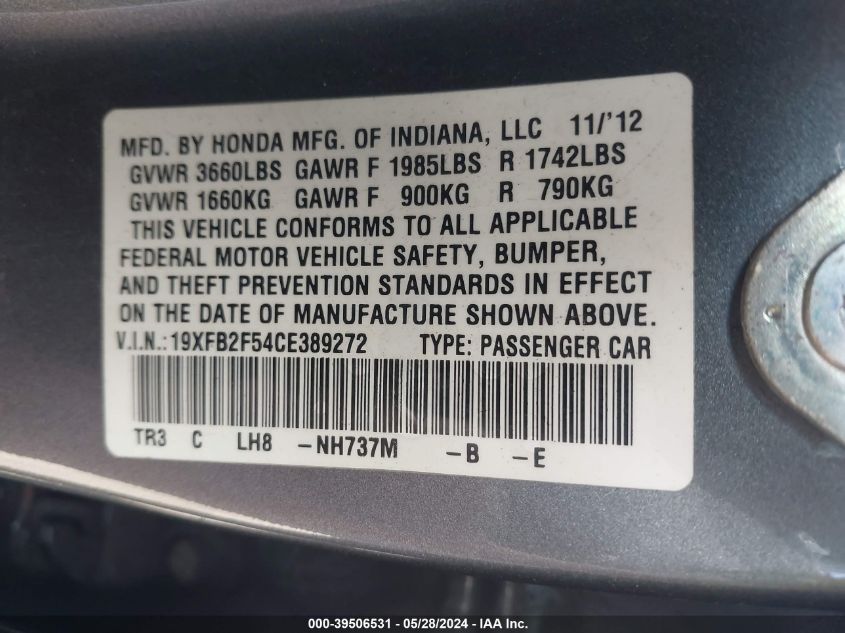 MFD. BY HONDA MFG. OF INDIANA, LLC 11/'12
GVWR 3660LBS GAWR F 1985LBS R 1742LBS
GVWR 1660KG GAWR F 900KG R 790KG
THIS VEHICLE CONFORMS TO ALL APPLICABLE
FEDERAL MOTOR VEHICLE SAFETY, BUMPER,
AND THEFT PREVENTION STANDARDS IN EFFECT
ON THE DATE OF MANUFACTURE SHOWN ABOVE.
V.I.N.:19XFB2F54CE389272 TYPE: PASSENGER CAR
TR3 C LH8 -NH737M -B -E
000-39506531 - 05/28/2024 - IAA Inc.